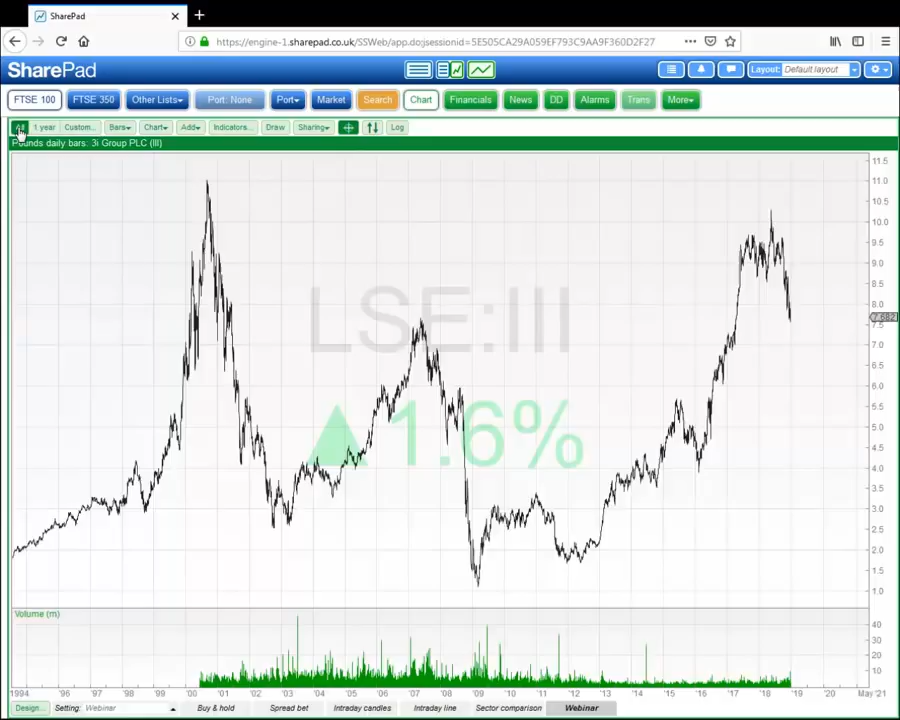 SharePad
https://engine-1.sharepad.co.uk/SSWeb/app.do;jsessionid=5E505CA29A059EF793C9AA9F360D2F27
SharePad Layout: Default layout
FTSE 100 FTSE 350 Other Lists Port: None Port Market Search Chart Financials News DD Alarms Trans More
All 1 year Custom... Bars Chart Add Indicators... Draw Sharing Log
Pounds daily bars: 3i Group PLC (III)
11.5
11.0
10.5
10.0
9.5
9.0
8.5
LSE:III
8.0
7.682
7.5
7.0
6.5
6.0
5.5
1.6%
5.0
4.5
4.0
3.5
3.0
2.5
2.0
1.5
1.0
Volume (m)
40
30
20
10
1994 '96 '97 '98 '99 '00 '01 '02 '03 '04 '05 '06 '07 '08 '09 '10 '11 '12 '13 '14 '15 '16 '17 '18 '19 '20 May '21
Design... Setting: Webinar Buy & hold Spread bet Intraday candles Intraday line Sector comparison Webinar